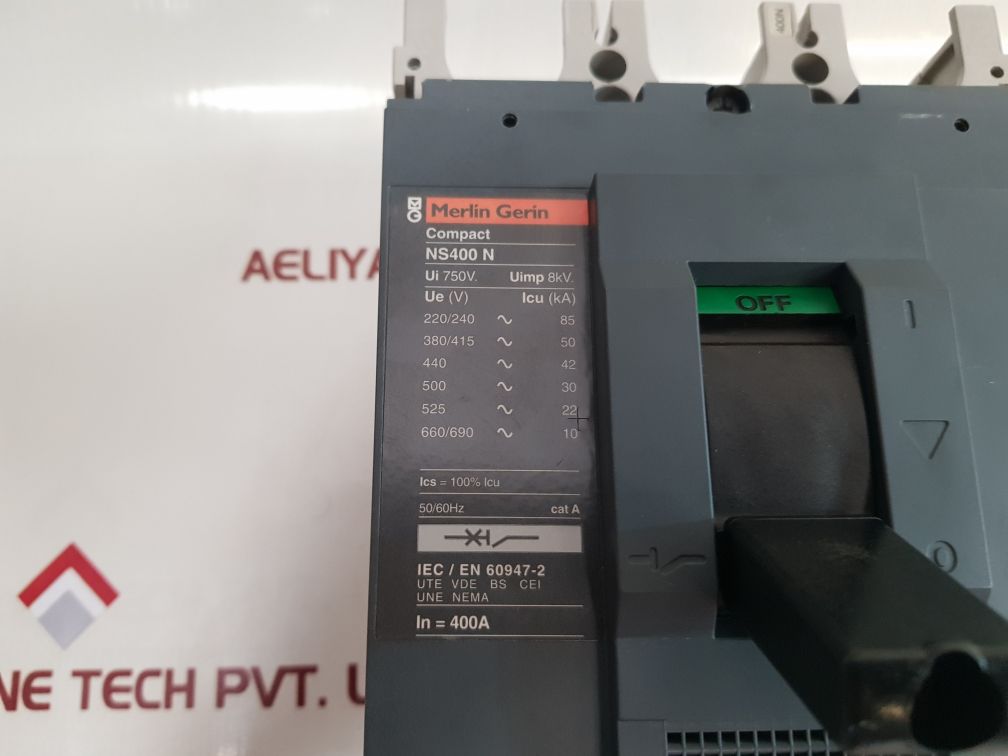 400N
Merlin Gerin
Compact
NS400 N
Ui 750V. Uimp 8kV.
Ue (V) Icu (kA)
220/240 ~ 85
380/415 ~ 50
440 ~ 42
500 ~ 30
525 ~ 22
660/690 ~ 10
Ics = 100% Icu
50/60Hz cat A
IEC / EN 60947-2
UTE VDE BS CEI
UNE NEMA
In = 400A
OFF
I
O
AELIYA
NE TECH PVT.